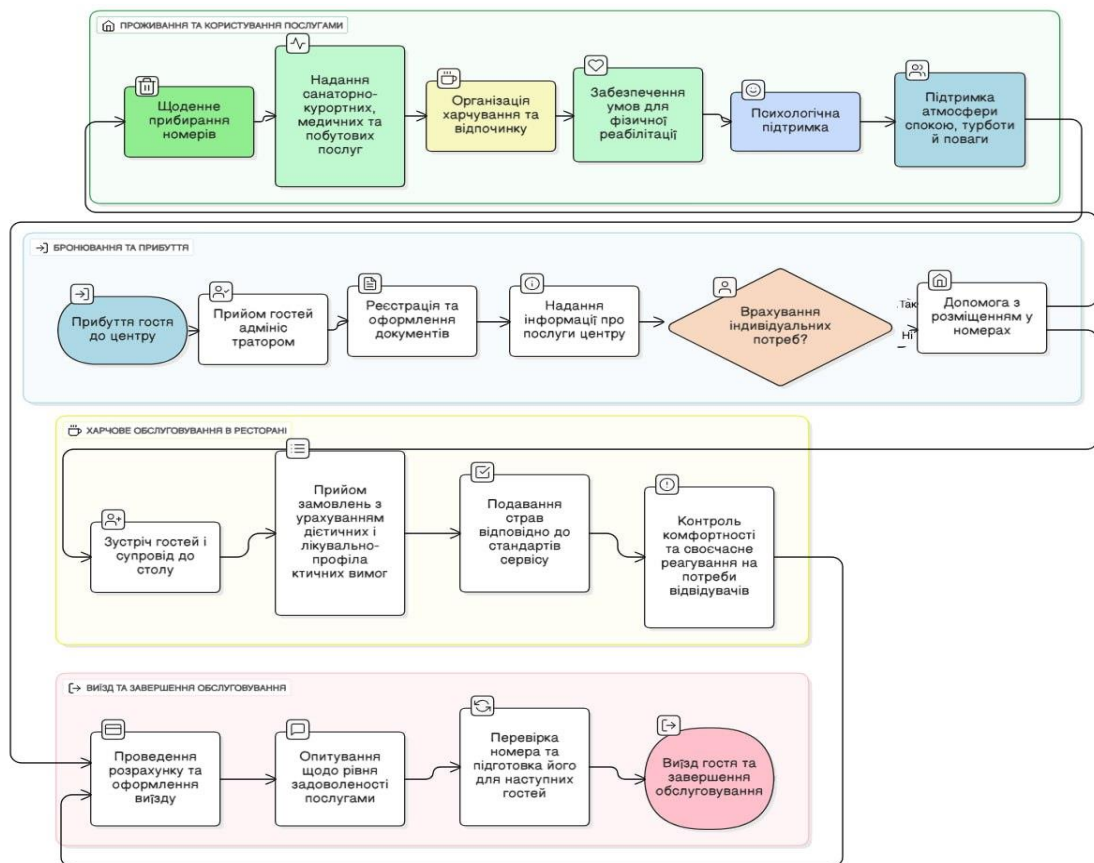 ПРОЖИВАННЯ ТА КОРИСТУВАННЯ ПОСЛУГАМИ
Щоденне
прибирання
номерів
Надання
санаторно-
курортних,
медичних та
побутових
послуг
Організація
харчування та
відпочинку
Забезпечення
умов для
фізичної
реабілітації
Психологічна
підтримка
Підтримка
атмосфери
спокою, турботи
й поваги
БРОНЮВАННЯ ТА ПРИБУТТЯ
Прибуття гостя
до центру
Прийом гостей
адмініс
тратором
Реєстрація та
оформлення
документів
Надання
інформації про
послуги центру
Врахування
індивідуальних
потреб?
Так
Ні
Допомога з
розміщенням у
номерах
ХАРЧОВЕ ОБСЛУГОВУВАННЯ В РЕСТОРАНІ
Зустріч гостей і
супровід до
столу
Прийом
замовлень з
урахуванням
дієтичних і
лікувально-
профіла
ктичних вимог
Подавання
страв
відповідно до
стандартів
сервісу
Контроль
комфортності
та своєчасне
реагування на
потреби
відвідувачів
ВИЇЗД ТА ЗАВЕРШЕННЯ ОБСЛУГОВУВАННЯ
Проведення
розрахунку та
оформлення
виїзду
Опитування
щодо рівня
задоволеності
послугами
Перевірка
номера та
підготовка його
для наступних
гостей
Виїзд гостя та
завершення
обслуговування